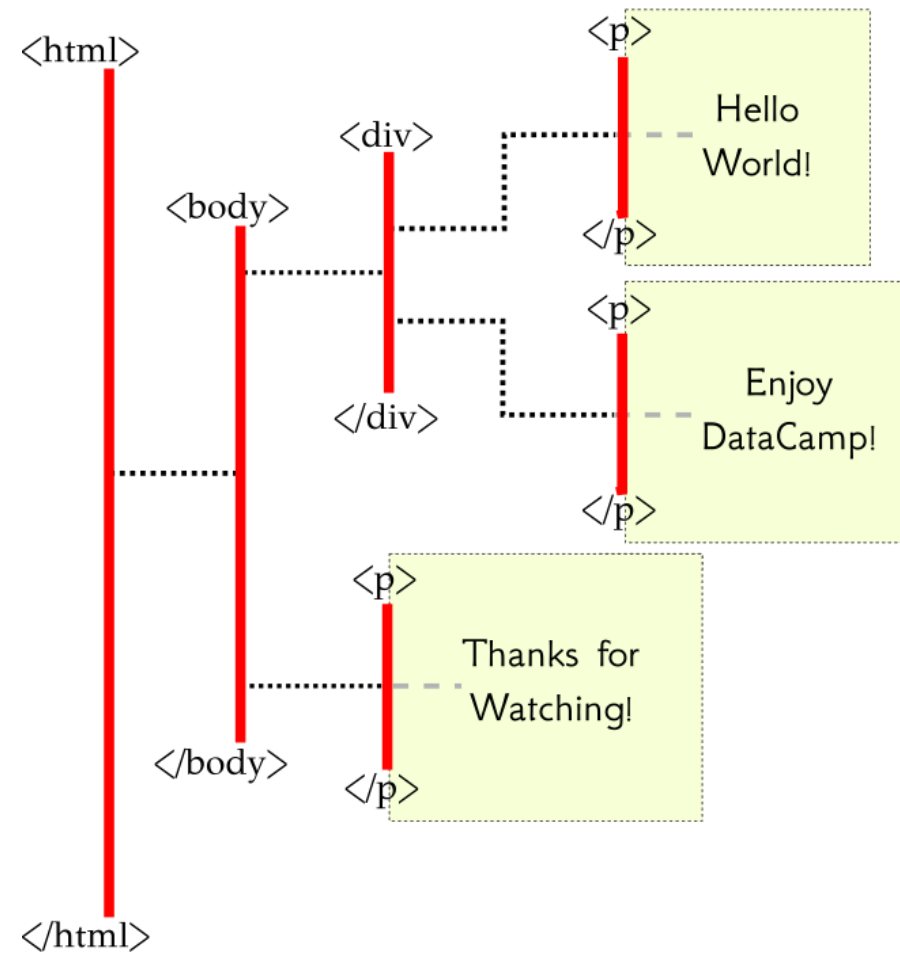 <html>
<body>
<div>
<p>
Hello
World!
</p>
<p>
Enjoy
DataCamp!
</p>
</div>
<p>
Thanks for
Watching!
</p>
</body>
</html>